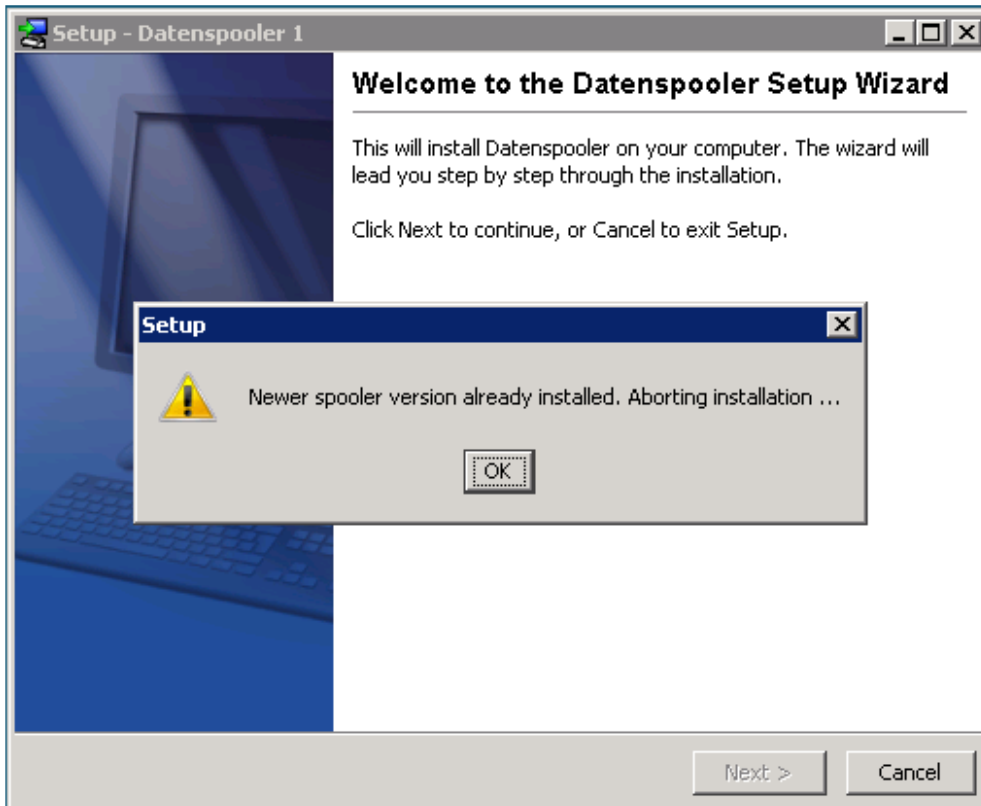 Setup - Datenspooler 1
Welcome to the Datenspooler Setup Wizard
This will install Datenspooler on your computer. The wizard will
lead you step by step through the installation.
Click Next to continue, or Cancel to exit Setup.
Setup
Newer spooler version already installed. Aborting installation ...
OK
Next >
Cancel